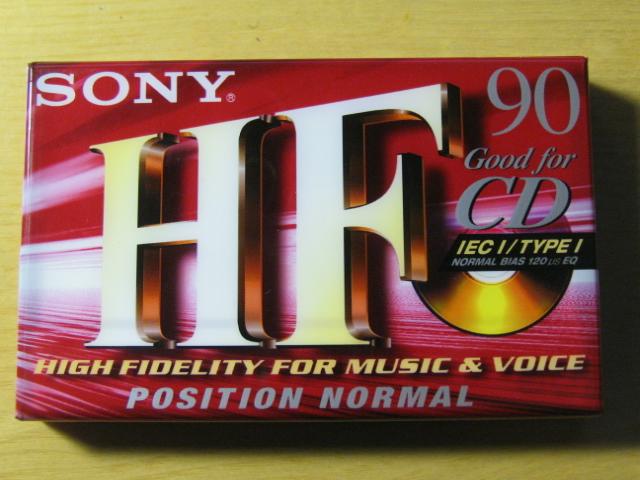 SONY®
HF
90
Good for
CD
IEC I / TYPE I
NORMAL BIAS 120 µs EQ
HIGH FIDELITY FOR MUSIC & VOICE
POSITION NORMAL